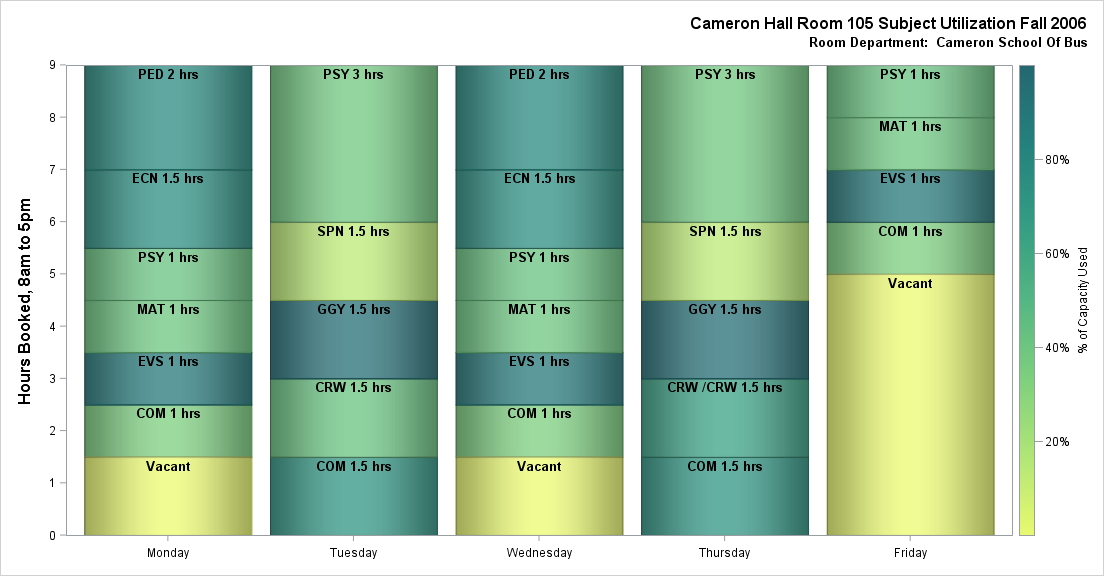 Cameron Hall Room 105 Subject Utilization Fall 2006
Room Department:  Cameron School Of Bus
Hours Booked, 8am to 5pm
9
8
7
6
5
4
3
2
1
0
PED 2 hrs
ECN 1.5 hrs
PSY 1 hrs
MAT 1 hrs
EVS 1 hrs
COM 1 hrs
Vacant
Monday
PSY 3 hrs
SPN 1.5 hrs
GGY 1.5 hrs
CRW 1.5 hrs
COM 1.5 hrs
Tuesday
PED 2 hrs
ECN 1.5 hrs
PSY 1 hrs
MAT 1 hrs
EVS 1 hrs
COM 1 hrs
Vacant
Wednesday
PSY 3 hrs
SPN 1.5 hrs
GGY 1.5 hrs
CRW /CRW 1.5 hrs
COM 1.5 hrs
Thursday
PSY 1 hrs
MAT 1 hrs
EVS 1 hrs
COM 1 hrs
Vacant
Friday
80%
60%
40%
20%
% of Capacity Used